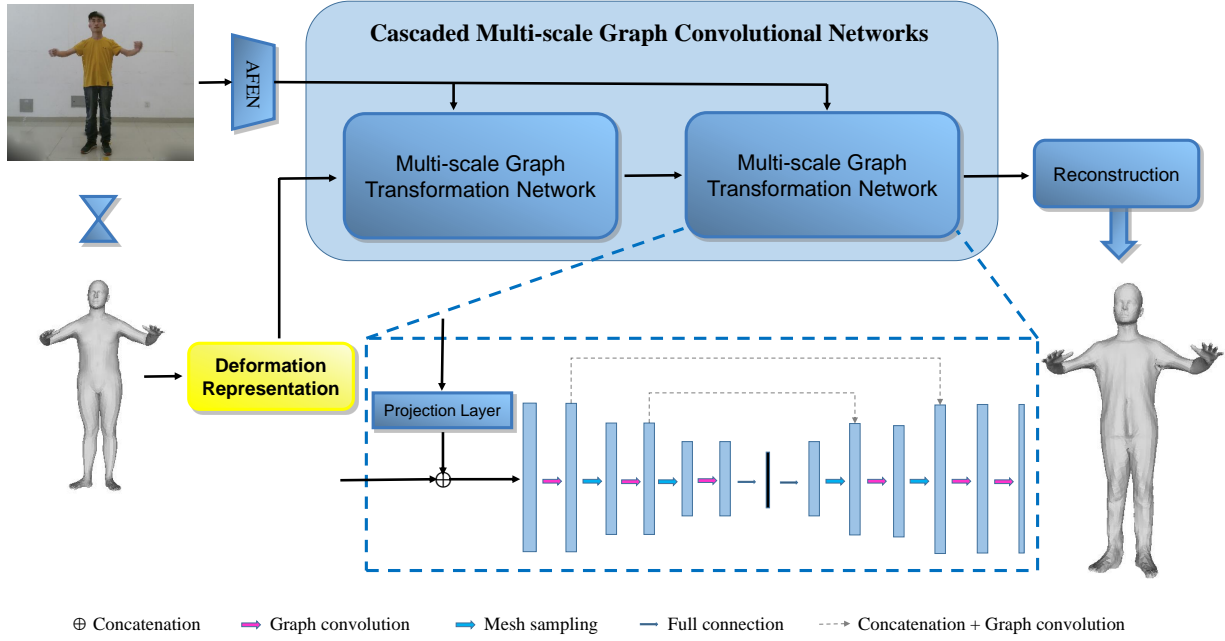 Cascaded Multi-scale Graph Convolutional Networks
AFEN
Multi-scale Graph
Transformation Network
Multi-scale Graph
Transformation Network
Reconstruction
Deformation
Representation
Projection Layer
⊕ Concatenation
Graph convolution
Mesh sampling
Full connection
Concatenation + Graph convolution